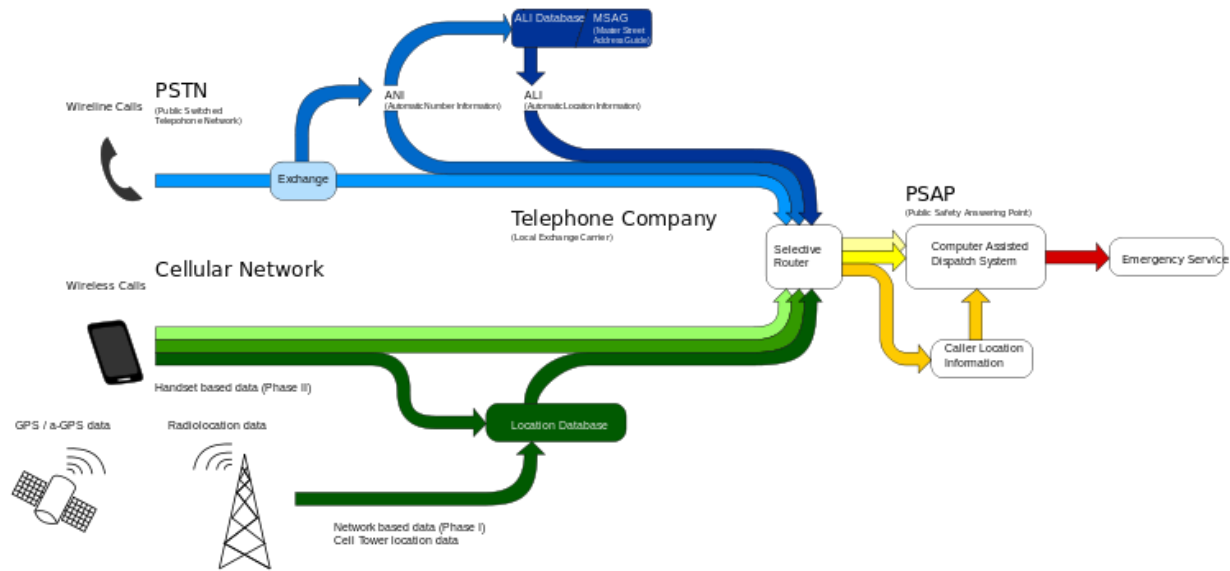 ALI Database
MSAG
(Master Street
Address Guide)
PSTN
(Public Switched
Telepohone Network)
Wireline Calls
ANI
(Automatic Number Information)
ALI
(Automatic Location Information)
Exchange
PSAP
(Public Safety Answering Point)
Telephone Company
(Local Exchange Carrier)
Selective
Router
Computer Assisted
Dispatch System
Emergency Service
Cellular Network
Wireless Calls
Caller Location
Information
Handset based data (Phase II)
GPS / a-GPS data
Radiolocation data
Location Database
Network based data (Phase I)
Cell Tower location data